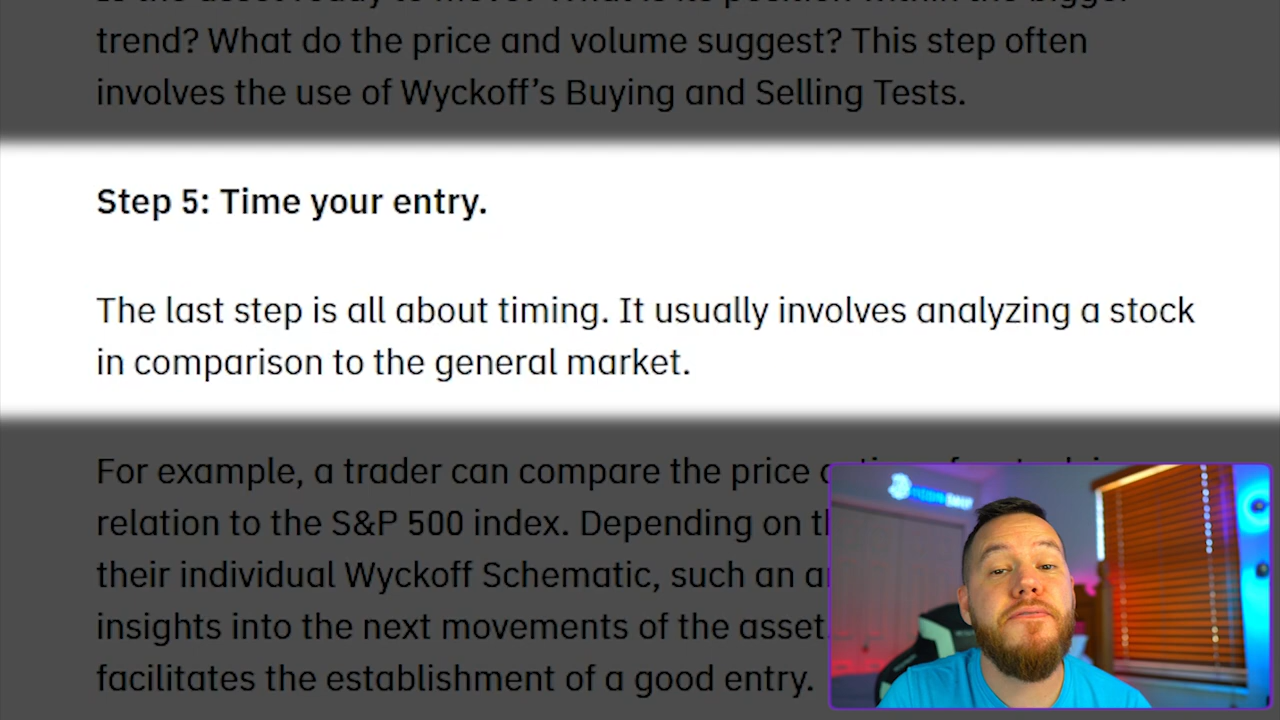 trend? What do the price and volume suggest? This step often
involves the use of Wyckoff’s Buying and Selling Tests.
Step 5: Time your entry.
The last step is all about timing. It usually involves analyzing a stock
in comparison to the general market.
For example, a trader can compare the price
relation to the S&P 500 index. Depending on
their individual Wyckoff Schematic, such an
insights into the next movements of the asset.
facilitates the establishment of a good entry.